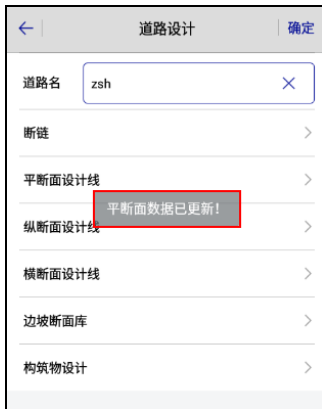 道路设计 确定
道路名 zsh
断链
平断面设计线
平断面数据已更新！
纵断面设计线
横断面设计线
边坡断面库
构筑物设计